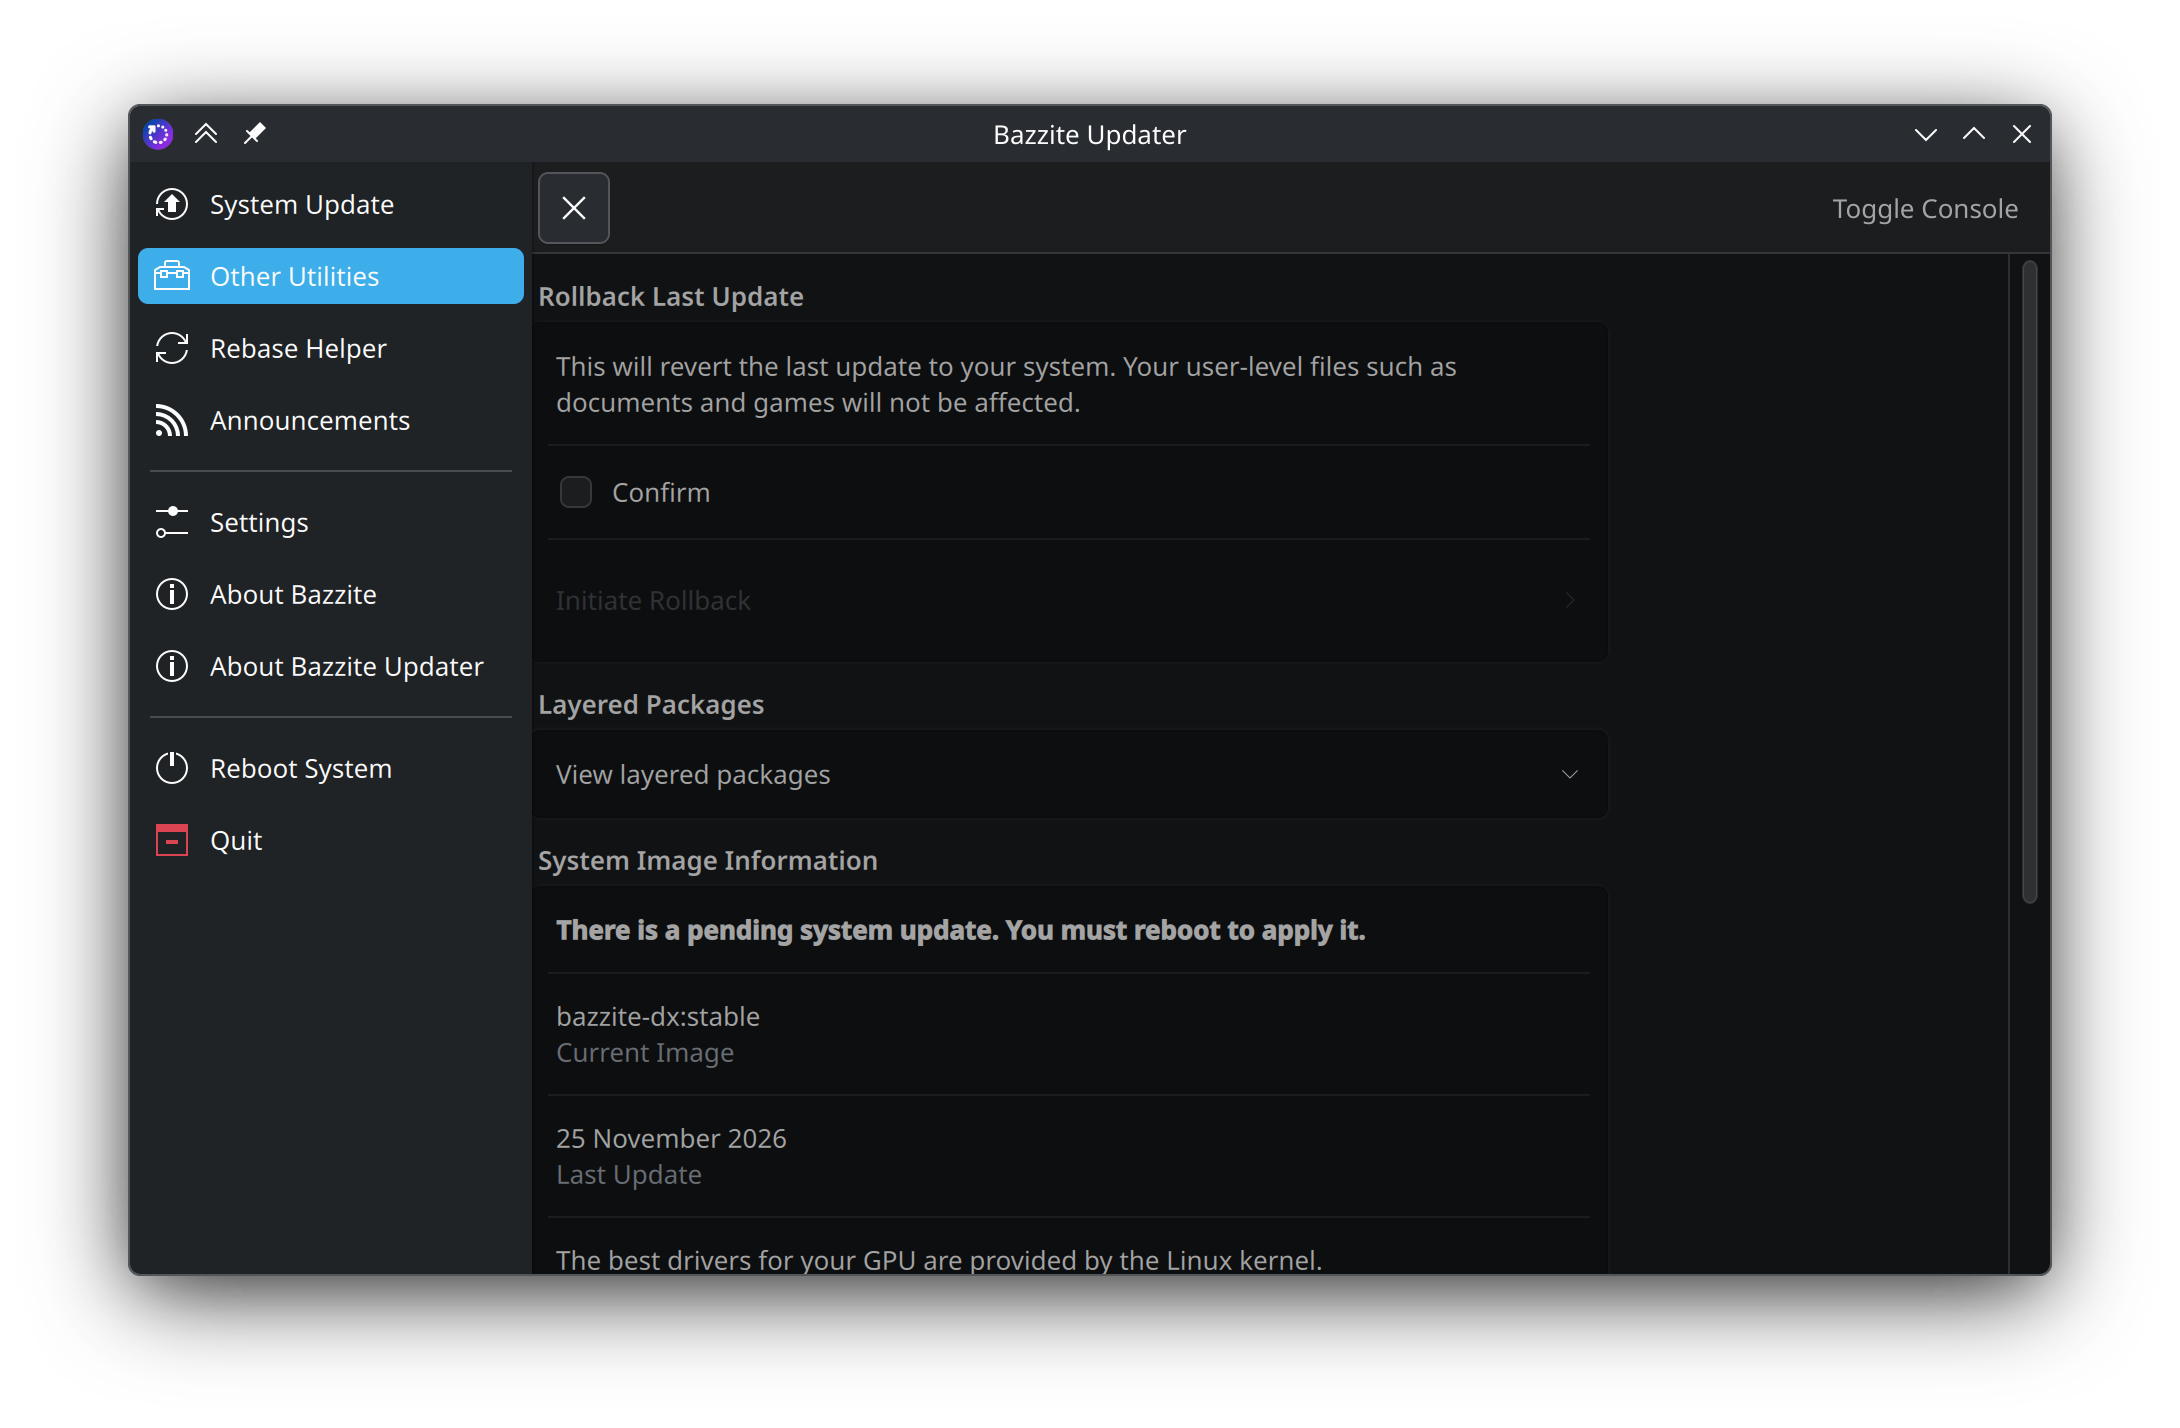 Bazzite Updater
System Update
Other Utilities
Rebase Helper
Announcements
Settings
About Bazzite
About Bazzite Updater
Reboot System
Quit
Toggle Console
Rollback Last Update
This will revert the last update to your system. Your user-level files such as
documents and games will not be affected.
Confirm
Initiate Rollback
Layered Packages
View layered packages
System Image Information
There is a pending system update. You must reboot to apply it.
bazzite-dx:stable
Current Image
25 November 2026
Last Update
The best drivers for your GPU are provided by the Linux kernel.